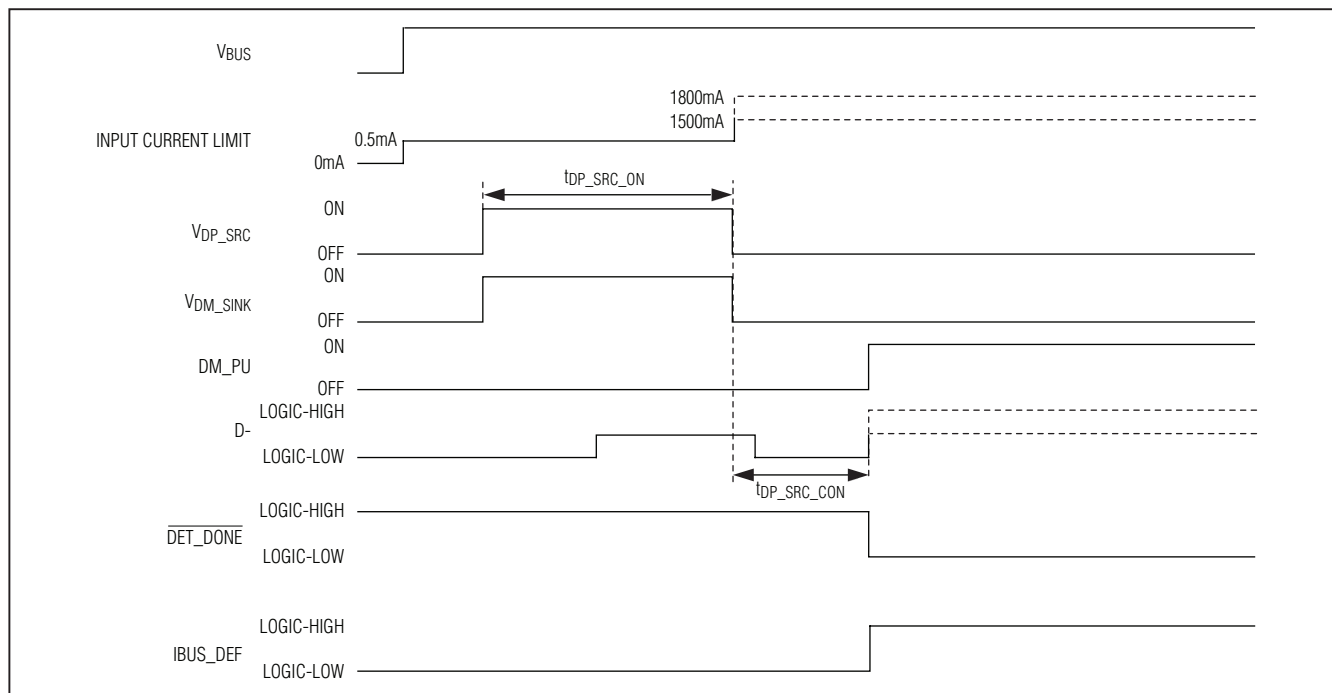 VBUS
1800mA
1500mA
INPUT CURRENT LIMIT
0.5mA
0mA
tDP_SRC_ON
ON
VDP_SRC
OFF
ON
VDM_SINK
OFF
ON
DM_PU
OFF
LOGIC-HIGH
D-
LOGIC-LOW
tDP_SRC_CON
LOGIC-HIGH
DET_DONE
LOGIC-LOW
LOGIC-HIGH
IBUS_DEF
LOGIC-LOW